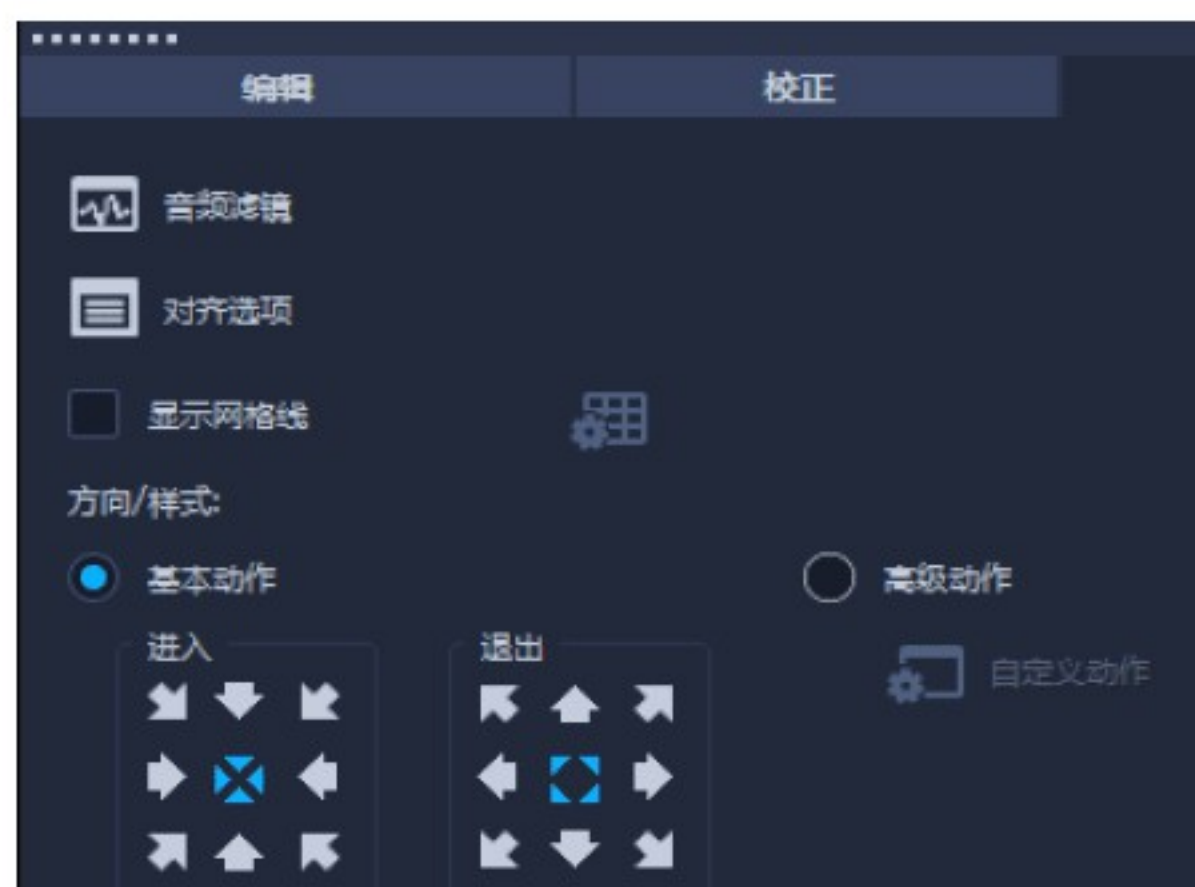 编辑 校正
音频滤镜
对齐选项
显示网格线
方向/样式:
基本动作 高级动作
进入 退出 自定义动作